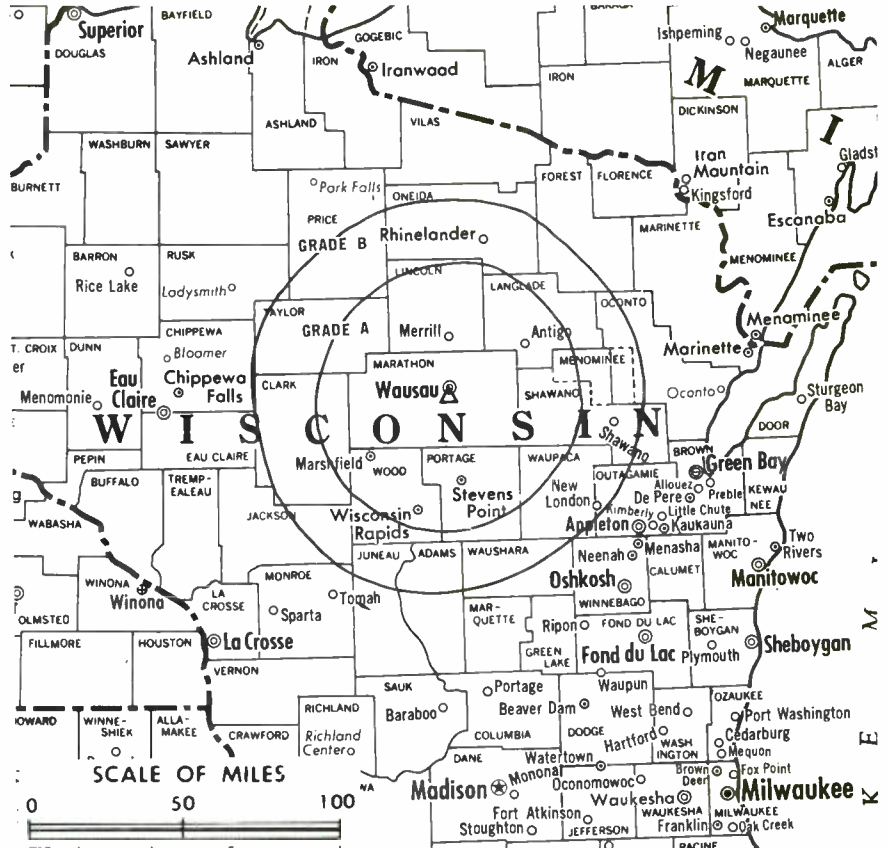 BAYFIELD
Superior
DOUGLAS
Ashland
GOGEBIC
IRON
Ironwood
Ishpeming
Marquette
Negaunee
MARQUETTE
ALGER
M
I
IRON
DICKINSON
ASHLAND
VILAS
WASHBURN
SAWYER
BURNETT
Park Falls
ONEIDA
FOREST
FLORENCE
Iran
Mountain
Kingsford
Escanaba
PRICE
GRADE B
Rhinelander
MARINETTE
BARRON
Rice Lake
RUSK
Ladysmith
LINCOLN
LANGLADE
MENOMINEE
OCONTO
TAYLOR
GRADE A
Merrill
Antigo
Menaminee
Marinette
CHIPPEWA
T. CROIX
DUNN
Bloomer
MARATHON
MENOMINEE
Eau
Claire
Chippewa
Falls
CLARK
Wausau
SHAWANO
Oconto
Sturgeon
Bay
Menomonie
WISCONSIN
Shawano
DOOR
PEPIN
EAU CLAIRE
Marshfield
WOOD
PORTAGE
WAUPACA
BROWN
Green Bay
BUFFALO
TREMP-
EALEAU
Stevens
Point
New
London
OUTAGAMIE
Allouez
De Pere
Preble
KEWAU
NEE
JACKSON
Wisconsin
Rapids
Kimberly
Little Chute
Appleton
Kaukauna
WABASHA
JUNEAU
ADAMS
WAUSHARA
Neenah
Menasha
MANITO-
WOC
Two
Rivers
CALUMET
Manitowoc
WINONA
Winona
MONROE
Oshkosh
WINNEBAGO
LA
CROSSE
Sparta
Tomah
MAR-
QUETTE
Ripon
FOND DU LAC
SHE-
BOYGAN
OLMSTED
FILLMORE
HOUSTON
La Crosse
GREEN
LAKE
Fond du Lac
Plymouth
Sheboygan
VERNON
SAUK
Portage
Waupun
OZAUKEE
RICHLAND
Baraboo
Beaver Dam
West Bend
Port Washington
WINNE-
SHIEK
ALLA-
MAKEE
CRAWFORD
Richland
Center
COLUMBIA
DODGE
Hartford
WASH
INGTON
Cedarburg
Mequon
DANE
Watertown
Brown
Deer
Fox Point
SCALE OF MILES
Madison
Monona
Oconomowoc
Milwaukee
0 50 100
Fort Atkinson
Waukesha
WAUKESHA
MILWAUKEE
Stoughton
JEFFERSON
Franklin
Oak Creek
RACINE
M
E
K